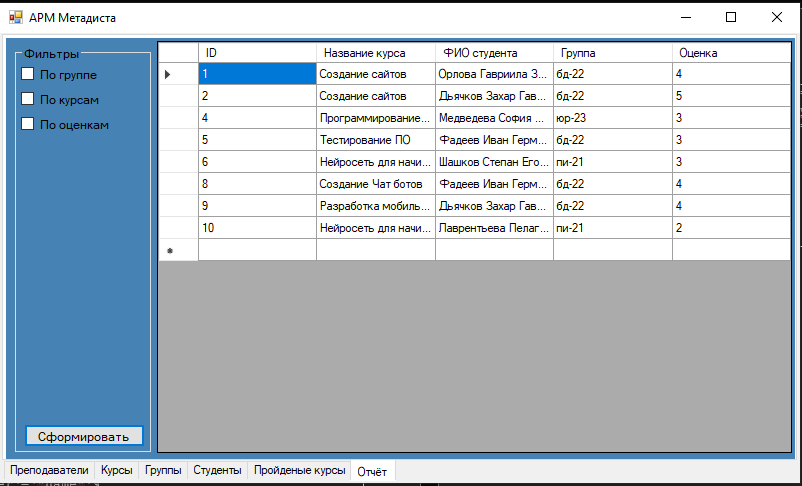 АРМ Метадиста
Фильтры
По группе
По курсам
По оценкам
Сформировать
ID Название курса ФИО студента Группа Оценка
1 Создание сайтов Орлова Гавриила З... бд-22 4
2 Создание сайтов Дьячков Захар Гав... бд-22 5
4 Программирование... Медведева София ... юр-23 3
5 Тестирование ПО Фадеев Иван Герм... бд-22 3
6 Нейросеть для начи... Шашков Степан Его... пи-21 3
8 Создание Чат ботов Фадеев Иван Герм... бд-22 4
9 Разработка мобиль... Дьячков Захар Гав... бд-22 4
10 Нейросеть для начи... Лаврентьева Пелаг... пи-21 2
Преподаватели Курсы Группы Студенты Пройденые курсы Отчёт